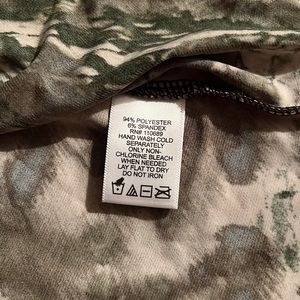 94% POLYESTER
6% SPANDEX
RN# 110689
HAND WASH COLD
SEPARATELY
ONLY NON-
CHLORINE BLEACH
WHEN NEEDED
LAY FLAT TO DRY
DO NOT IRON